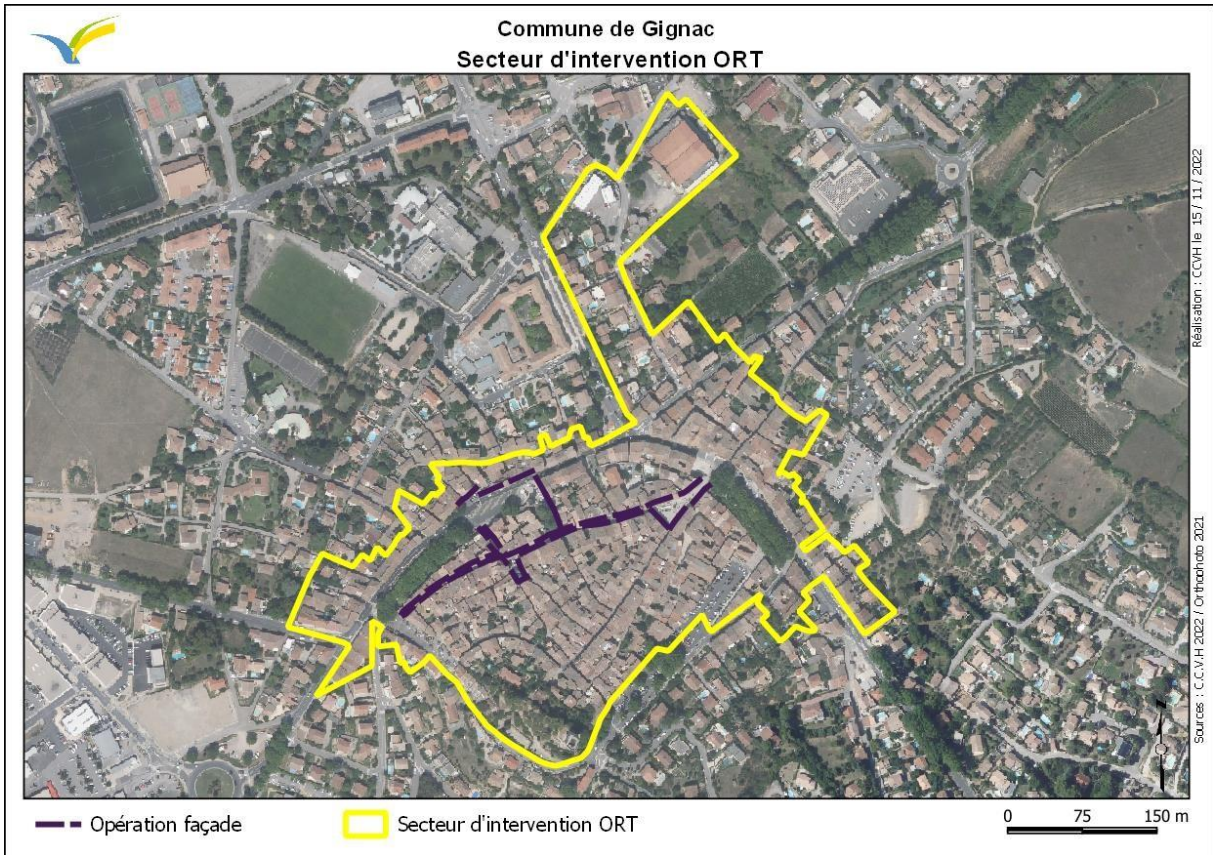 Commune de Gignac
Secteur d'intervention ORT
Réalisation : CCVH le 15 / 11 / 2022
Sources : C.C.V.H 2022 / Orthophoto 2021
N
Opération façade
Secteur d'intervention ORT
0 75 150 m